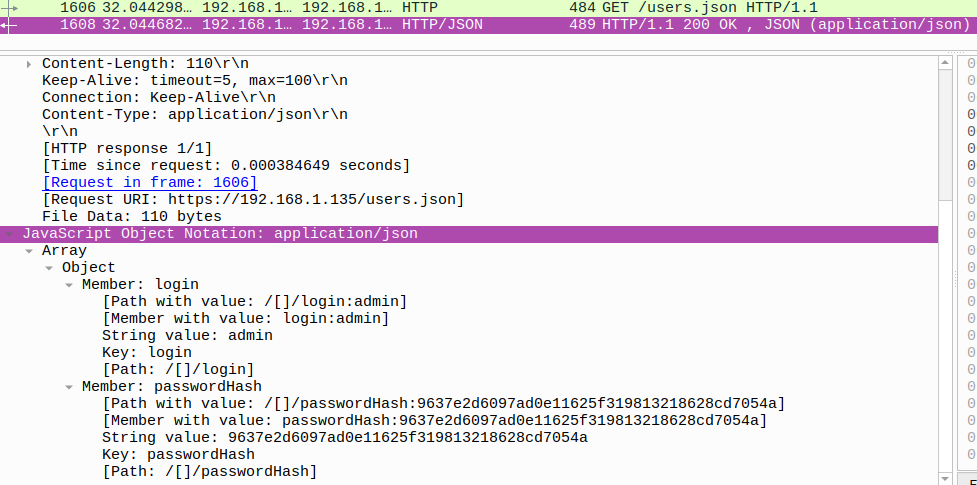 1606 32.044298… 192.168.1… 192.168.1… HTTP 484 GET /users.json HTTP/1.1
1608 32.044682… 192.168.1… 192.168.1… HTTP/JSON 489 HTTP/1.1 200 OK , JSON (application/json)
Content-Length: 110\r\n
Keep-Alive: timeout=5, max=100\r\n
Connection: Keep-Alive\r\n
Content-Type: application/json\r\n
\r\n
[HTTP response 1/1]
[Time since request: 0.000384649 seconds]
[Request in frame: 1606]
[Request URI: https://192.168.1.135/users.json]
File Data: 110 bytes
JavaScript Object Notation: application/json
Array
Object
Member: login
[Path with value: /[]/login:admin]
[Member with value: login:admin]
String value: admin
Key: login
[Path: /[]/login]
Member: passwordHash
[Path with value: /[]/passwordHash:9637e2d6097ad0e11625f319813218628cd7054a]
[Member with value: passwordHash:9637e2d6097ad0e11625f319813218628cd7054a]
String value: 9637e2d6097ad0e11625f319813218628cd7054a
Key: passwordHash
[Path: /[]/passwordHash]